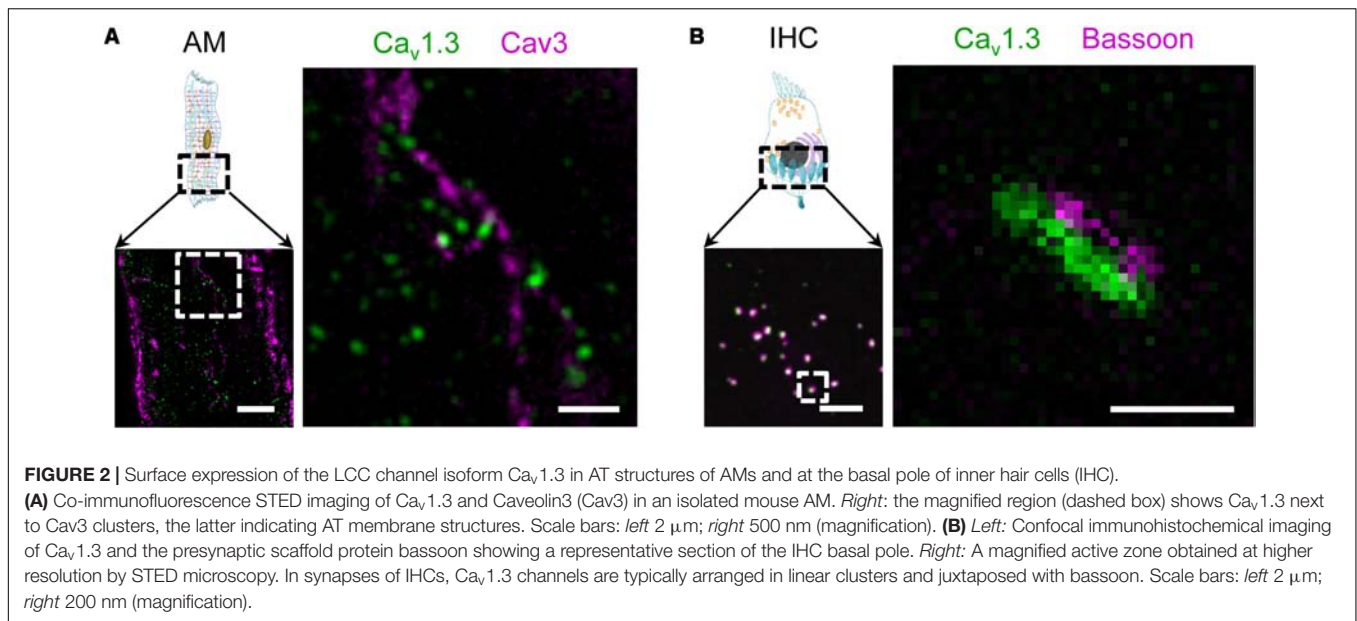 A
AM
Caᵥ1.3 Cav3
B
IHC
Caᵥ1.3 Bassoon
FIGURE 2 | Surface expression of the LCC channel isoform Caᵥ1.3 in AT structures of AMs and at the basal pole of inner hair cells (IHC).
(A) Co-immunofluorescence STED imaging of Caᵥ1.3 and Caveolin3 (Cav3) in an isolated mouse AM. Right: the magnified region (dashed box) shows Caᵥ1.3 next
to Cav3 clusters, the latter indicating AT membrane structures. Scale bars: left 2 μm; right 500 nm (magnification). (B) Left: Confocal immunohistochemical imaging
of Caᵥ1.3 and the presynaptic scaffold protein bassoon showing a representative section of the IHC basal pole. Right: A magnified active zone obtained at higher
resolution by STED microscopy. In synapses of IHCs, Caᵥ1.3 channels are typically arranged in linear clusters and juxtaposed with bassoon. Scale bars: left 2 μm;
right 200 nm (magnification).